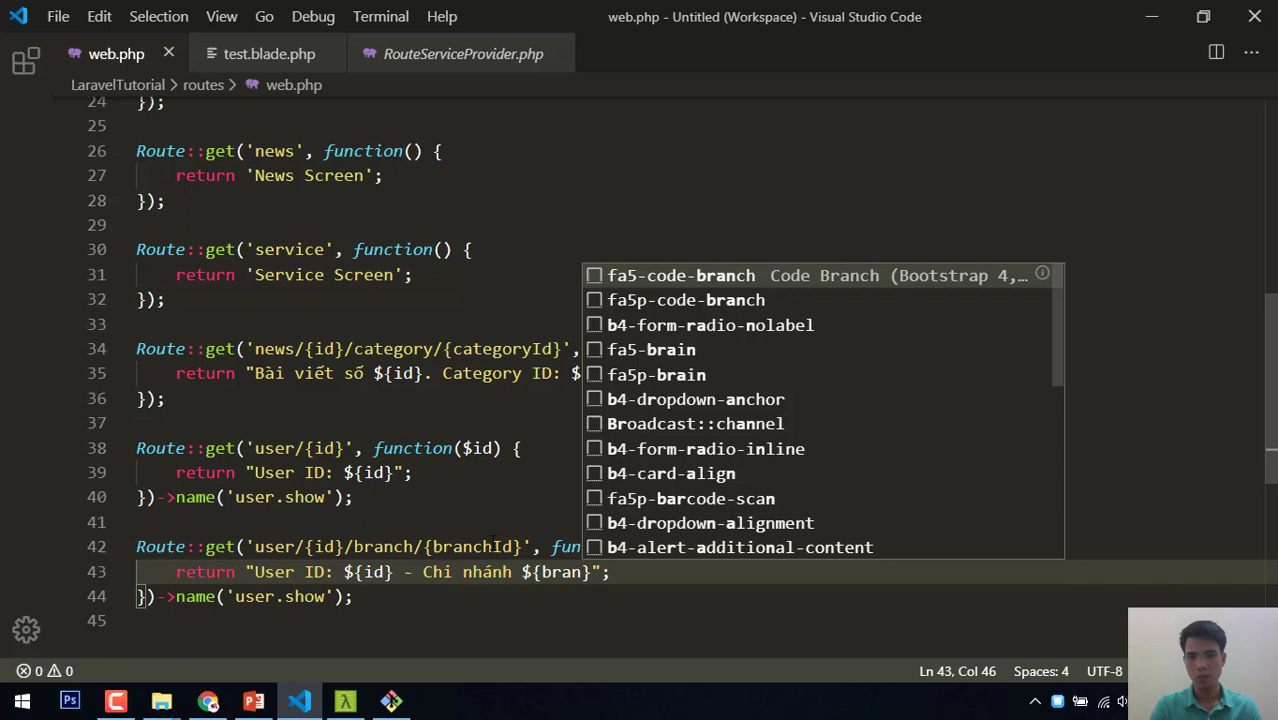 File Edit Selection View Go Debug Terminal Help web.php - Untitled (Workspace) - Visual Studio Code
web.php test.blade.php RouteServiceProvider.php
LaravelTutorial > routes > web.php
24 });
25
26 Route::get('news', function() {
27 return 'News Screen';
28 });
29
30 Route::get('service', function() {
31 return 'Service Screen';
32 });
33
34 Route::get('news/{id}/category/{categoryId}',
35 return "Bài viết số ${id}. Category ID: $
36 });
37
38 Route::get('user/{id}', function($id) {
39 return "User ID: ${id}";
40 })->name('user.show');
41
42 Route::get('user/{id}/branch/{branchId}', fun
43 return "User ID: ${id} - Chi nhánh ${bran}";
44 })->name('user.show');
45
fa5-code-branch Code Branch (Bootstrap 4,...
fa5p-code-branch
b4-form-radio-nolabel
fa5-brain
fa5p-brain
b4-dropdown-anchor
Broadcast::channel
b4-form-radio-inline
b4-card-align
fa5p-barcode-scan
b4-dropdown-alignment
b4-alert-additional-content
0 0 Ln 43, Col 46 Spaces: 4 UTF-8
Ps